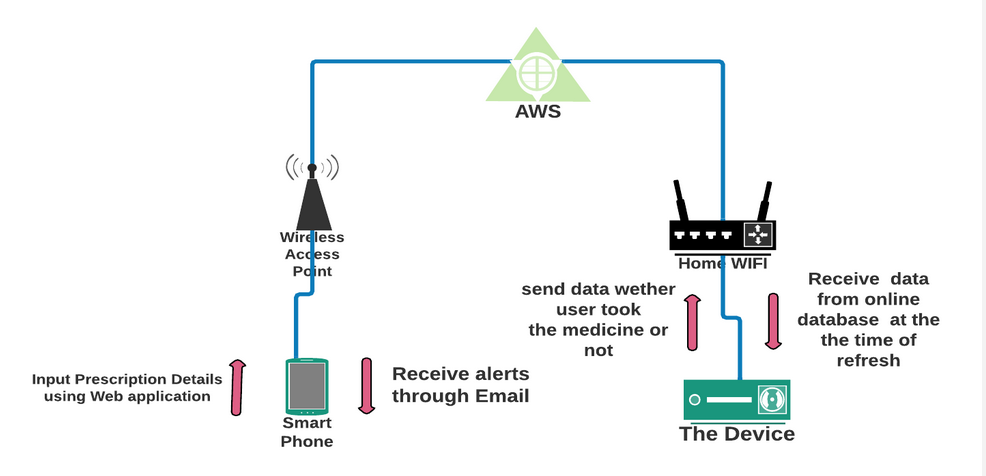 AWS
Wireless
Access
Point
Home WIFI
send data wether
user took
the medicine or
not
Receive data
from online
database at the
the time of
refresh
Input Prescription Details
using Web application
Receive alerts
through Email
Smart
Phone
The Device